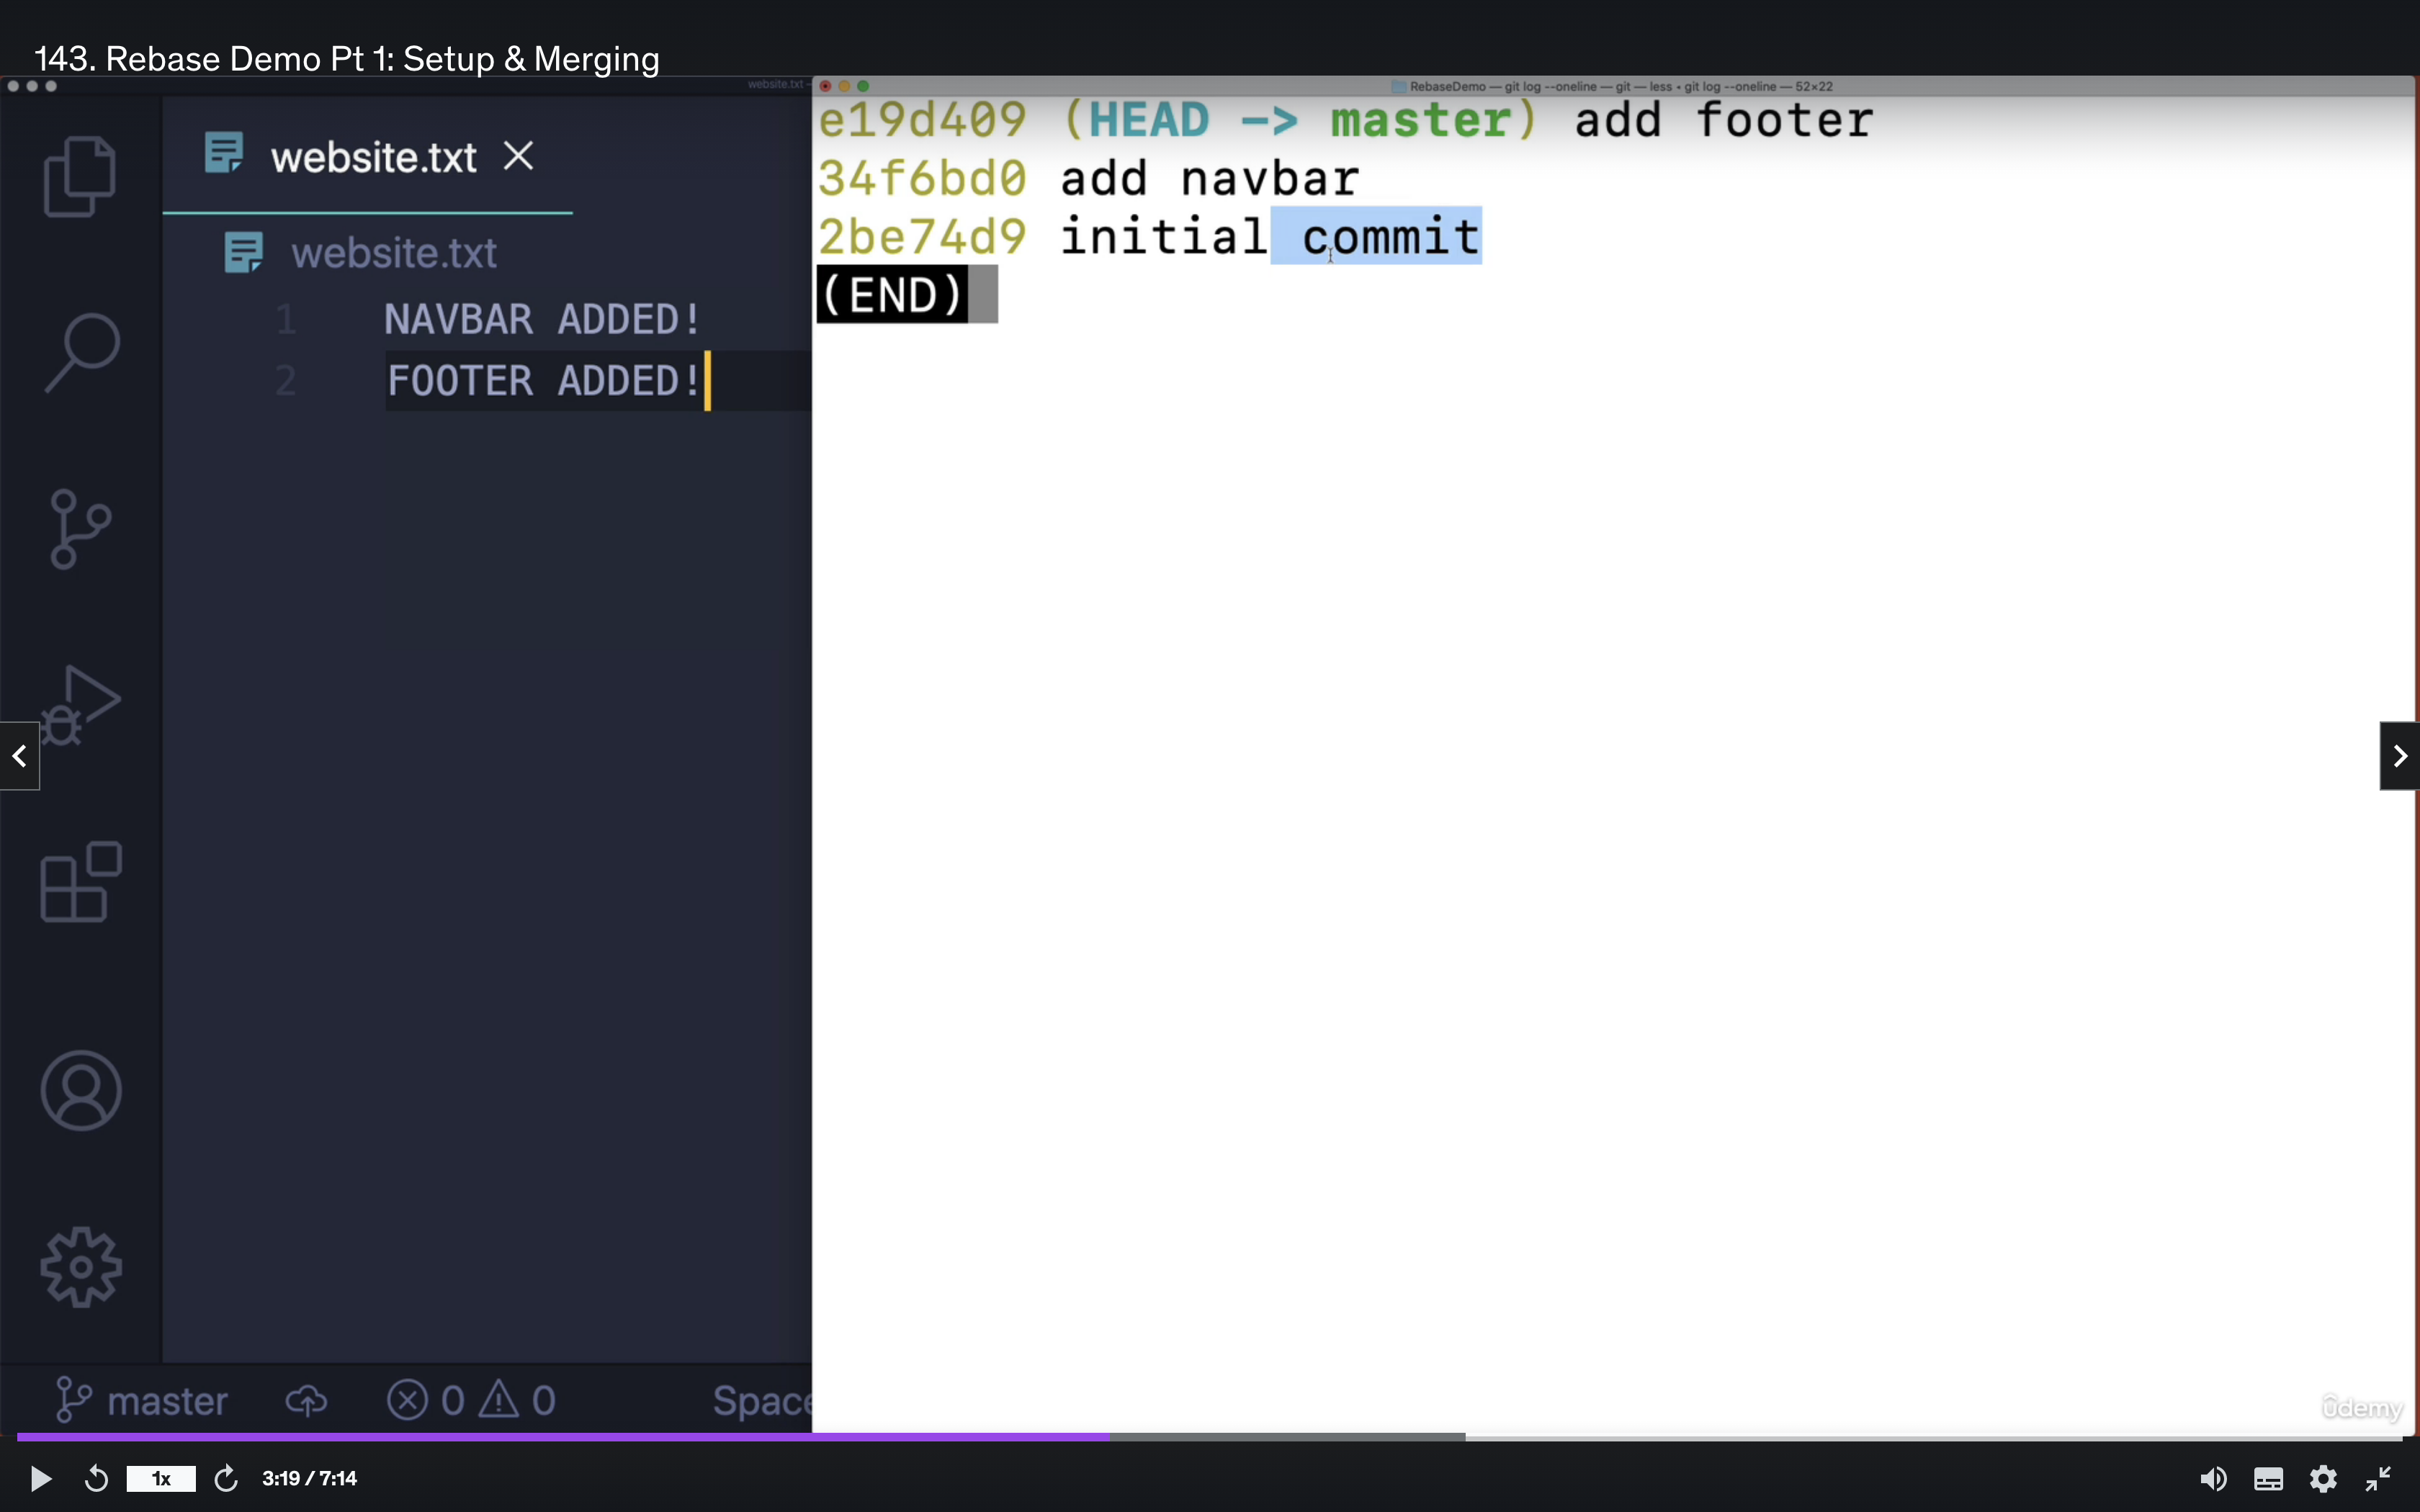 143. Rebase Demo Pt 1: Setup & Merging
website.txt —
RebaseDemo — git log --oneline — git — less • git log --oneline — 52×22
website.txt
website.txt
1 NAVBAR ADDED!
2 FOOTER ADDED!
e19d409 (HEAD -> master) add footer
34f6bd0 add navbar
2be74d9 initial commit
(END)
master 0 0 Space
udemy
1x 3:19 / 7:14